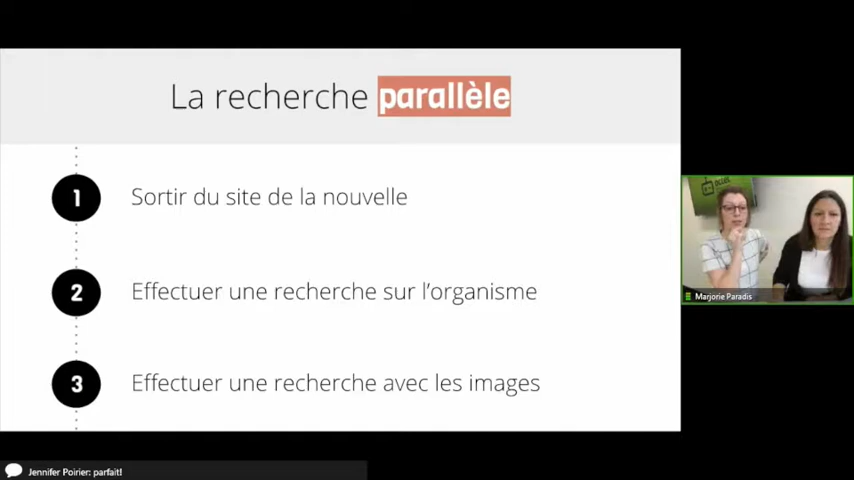 La recherche parallèle
1 Sortir du site de la nouvelle
2 Effectuer une recherche sur l'organisme
3 Effectuer une recherche avec les images
Marjorie Paradis
Jennifer Poirier: parfait!